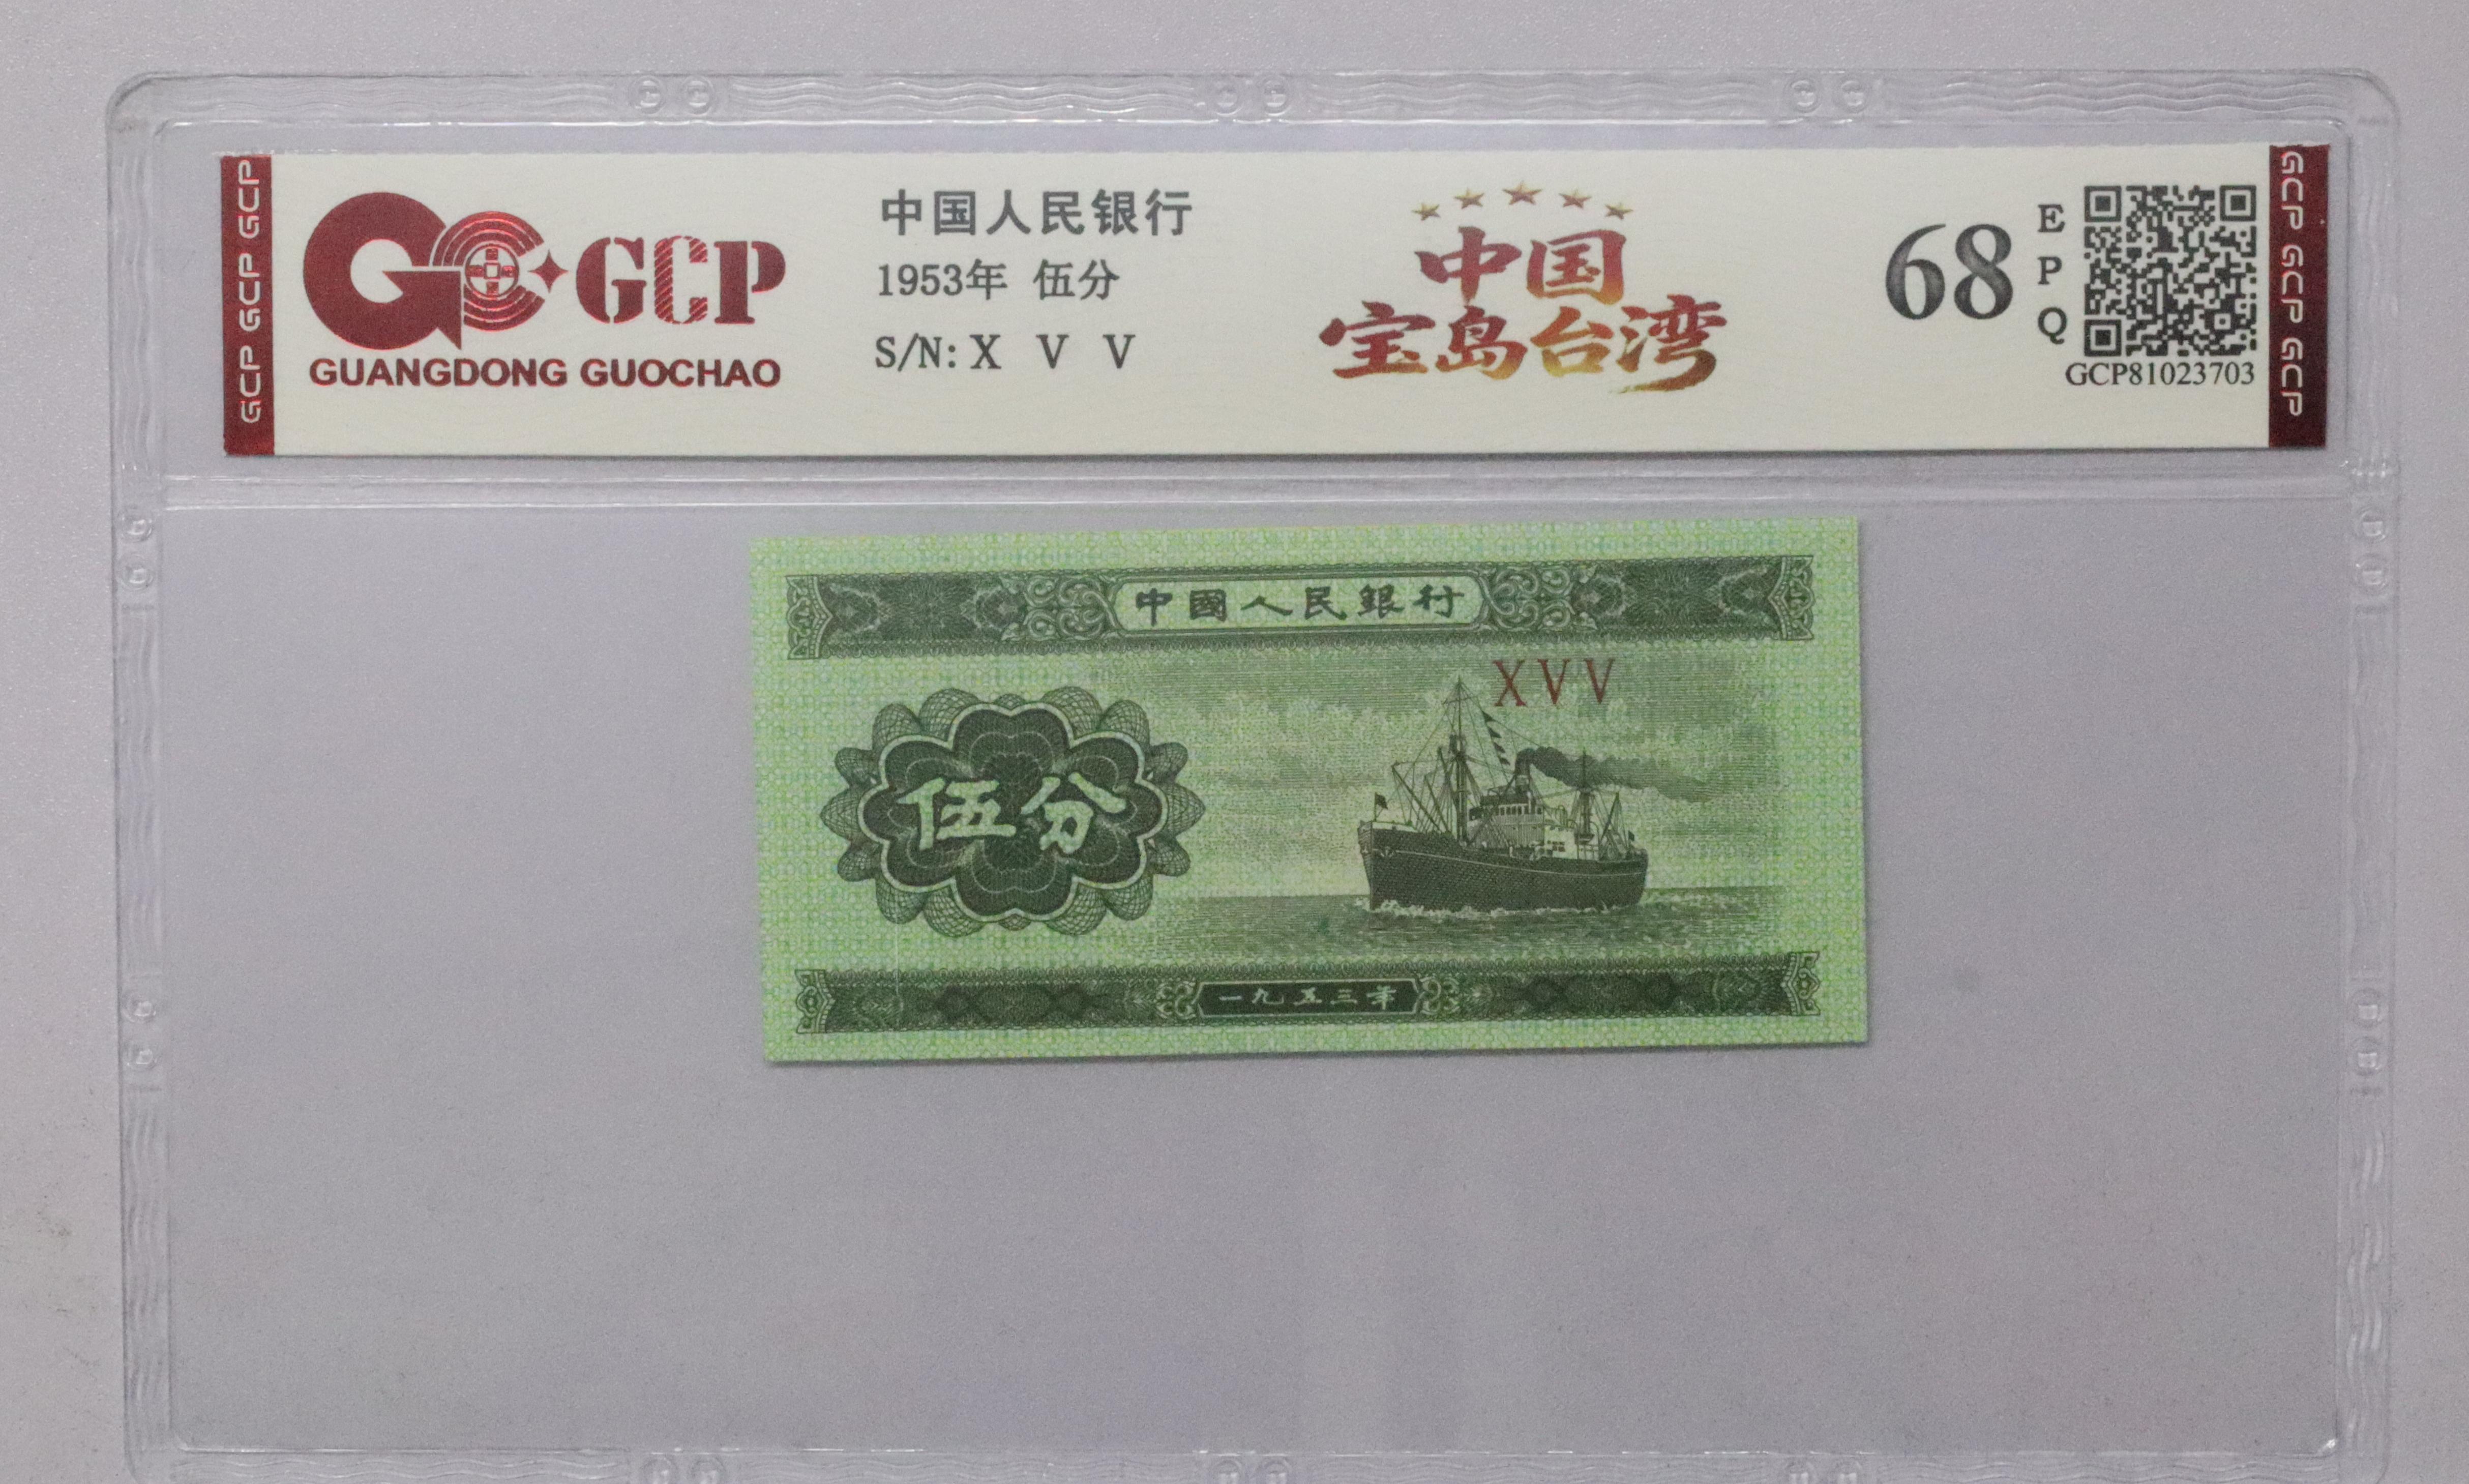 GCP GCP GCP
GCP
GUANGDONG GUOCHAO
中国人民银行
1953年 伍分
S/N: X V V
中国
宝岛台湾
68
EPQ
GCP81023703
GCP GCP GCP
中國人民銀行
XVV
伍分
一九五三年